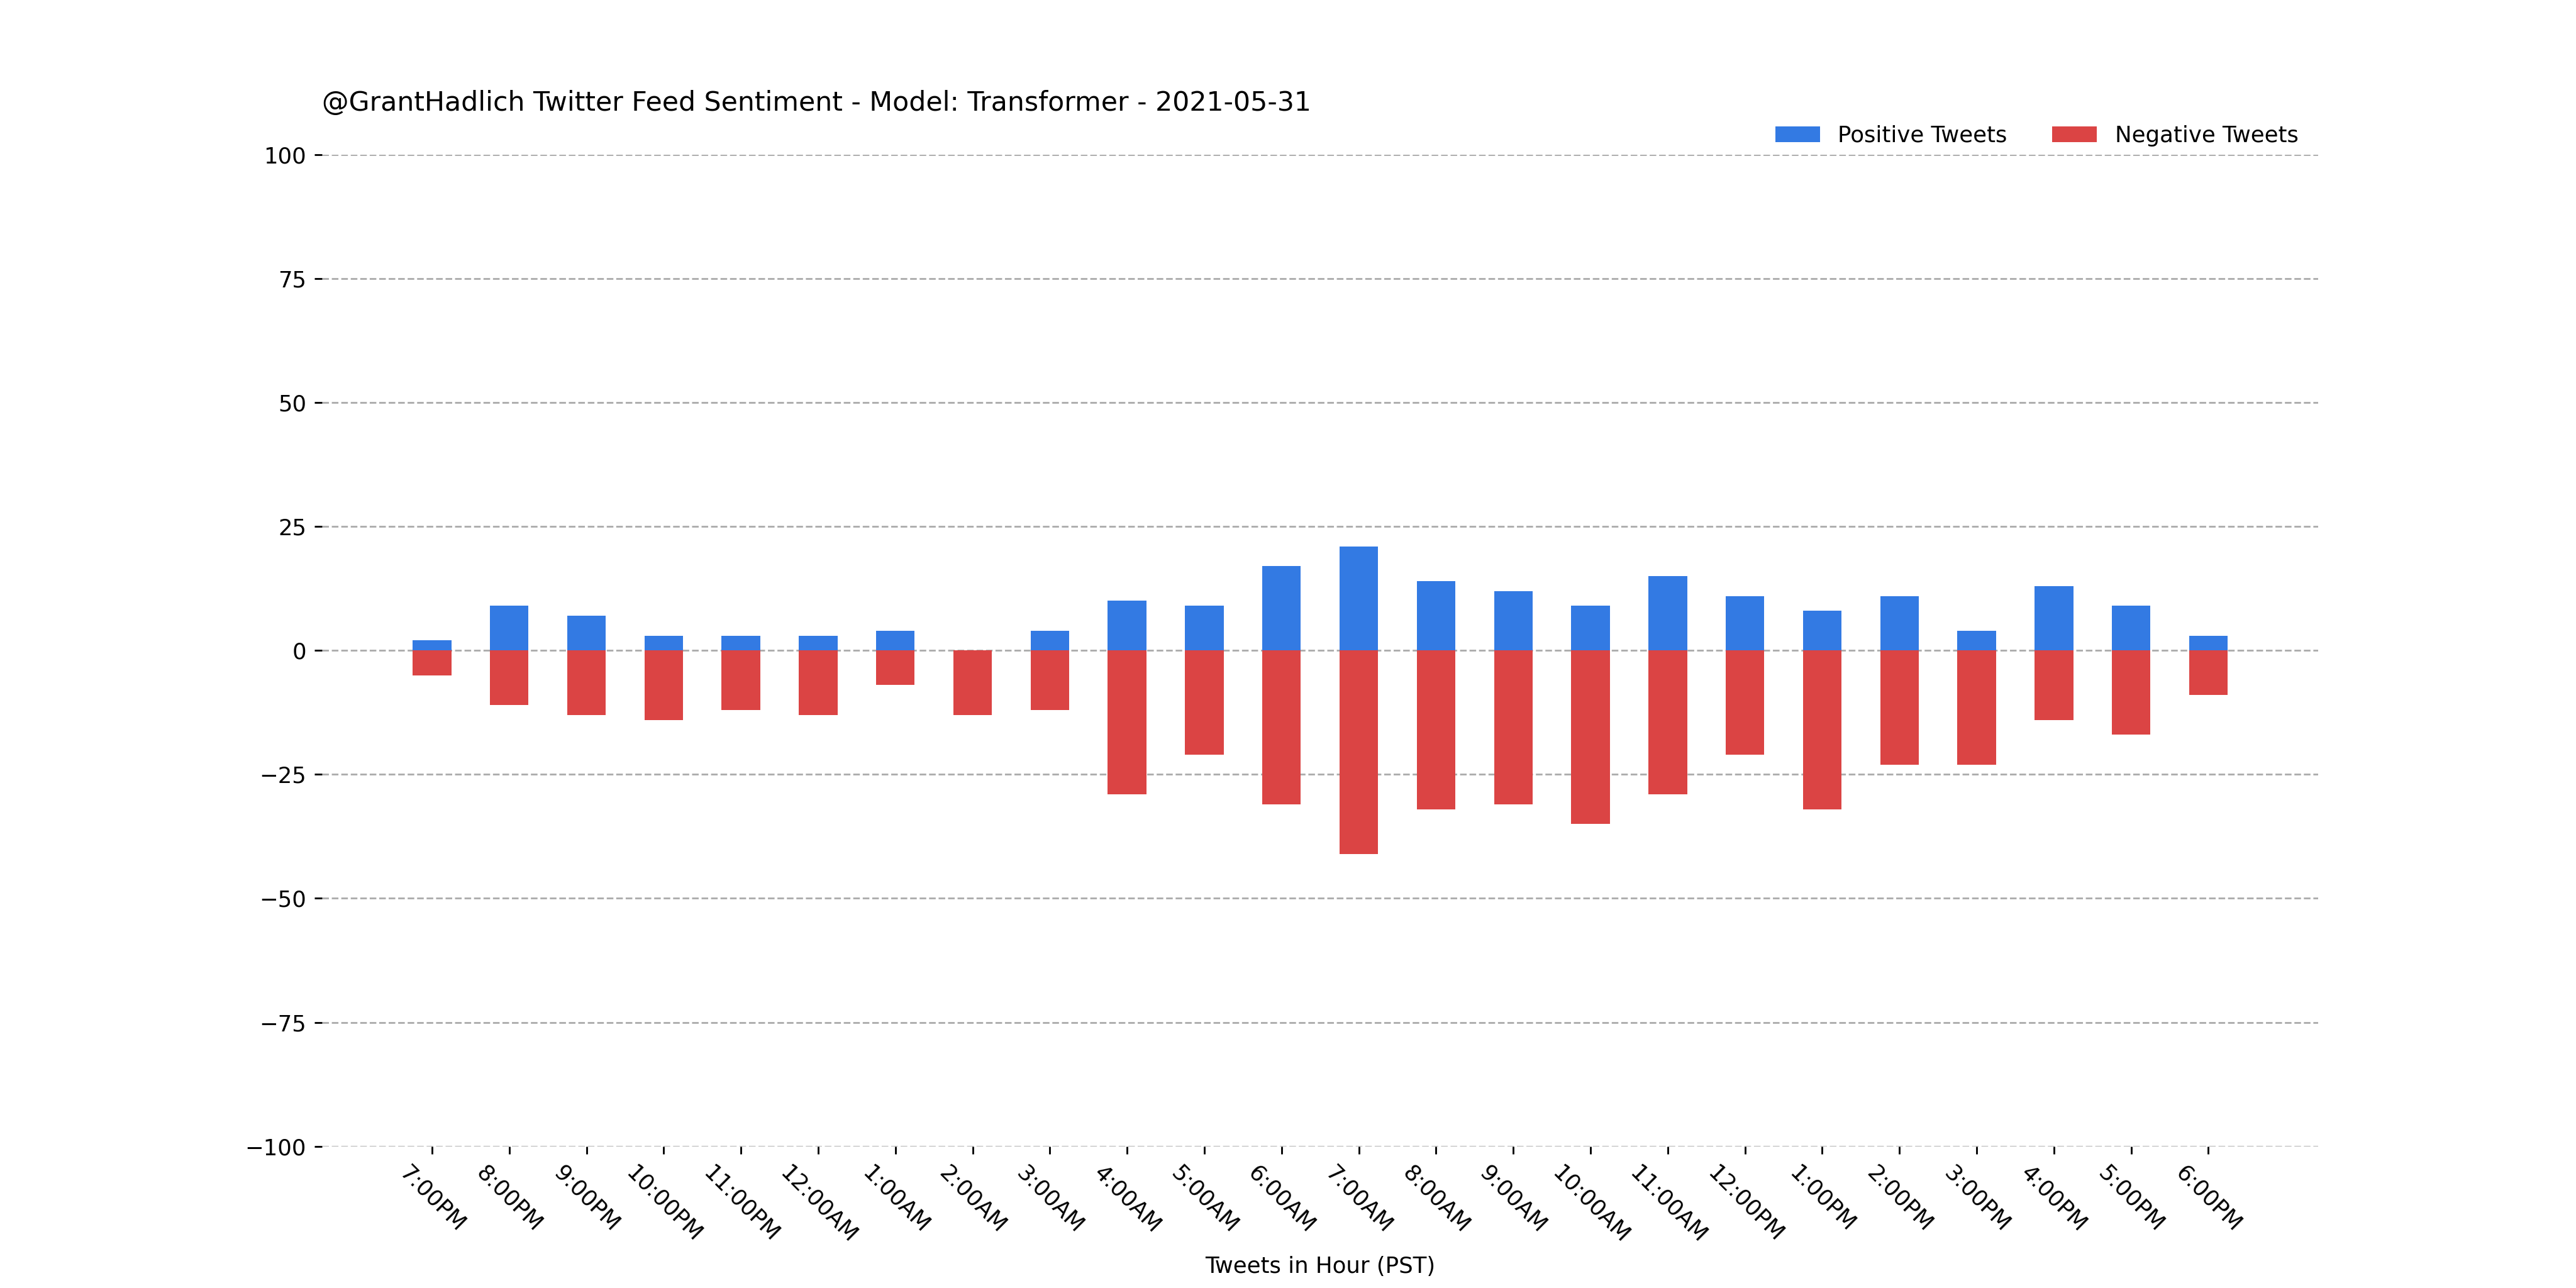 @GrantHadlich Twitter Feed Sentiment - Model: Transformer - 2021-05-31
Positive Tweets
Negative Tweets
100
75
50
25
0
−25
−50
−75
−100
7:00PM
8:00PM
9:00PM
10:00PM
11:00PM
12:00AM
1:00AM
2:00AM
3:00AM
4:00AM
5:00AM
6:00AM
7:00AM
8:00AM
9:00AM
10:00AM
11:00AM
12:00PM
1:00PM
2:00PM
3:00PM
4:00PM
5:00PM
6:00PM
Tweets in Hour (PST)